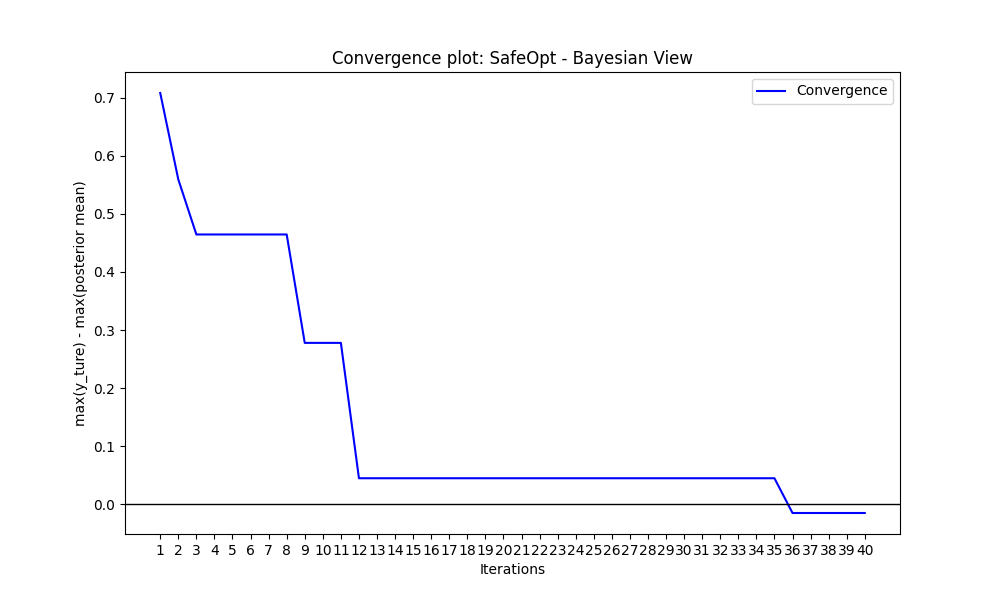 Convergence plot: SafeOpt - Bayesian View
Convergence
max(y_ture) - max(posterior mean)
0.7
0.6
0.5
0.4
0.3
0.2
0.1
0.0
1 2 3 4 5 6 7 8 9 10 11 12 13 14 15 16 17 18 19 20 21 22 23 24 25 26 27 28 29 30 31 32 33 34 35 36 37 38 39 40
Iterations